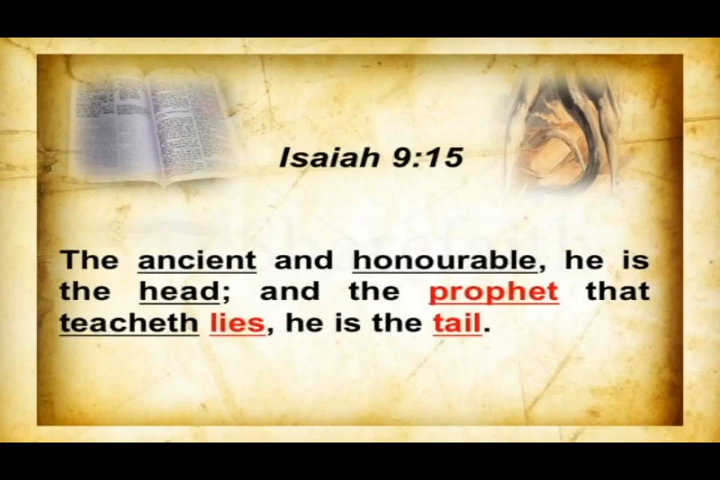 Isaiah 9:15
The ancient and honourable, he is
the head; and the prophet that
teacheth lies, he is the tail.